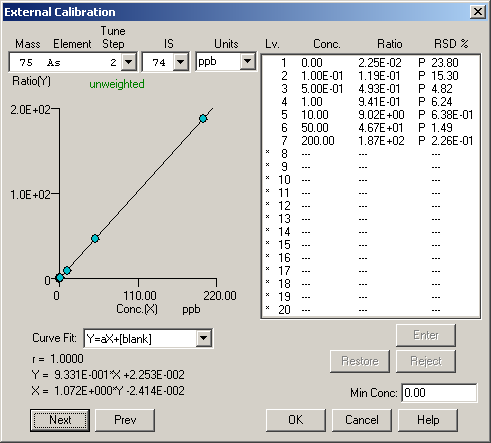 External Calibration
Mass Element Tune Step IS Units Lv. Conc. Ratio RSD %
75 As 2 74 ppb
Ratio(Y) unweighted
2.0E+02
1.0E+02
0
0 110.00 220.00
Conc.(X) ppb
1 0.00 2.25E-02 P 23.80
2 1.00E-01 1.19E-01 P 15.30
3 5.00E-01 4.93E-01 P 4.82
4 1.00 9.41E-01 P 6.24
5 10.00 9.02E+00 P 6.38E-01
6 50.00 4.67E+01 P 1.49
7 200.00 1.87E+02 P 2.26E-01
* 8 --- --- ---
* 9 --- --- ---
* 10 --- --- ---
* 11 --- --- ---
* 12 --- --- ---
* 13 --- --- ---
* 14 --- --- ---
* 15 --- --- ---
* 16 --- --- ---
* 17 --- --- ---
* 18 --- --- ---
* 19 --- --- ---
* 20 --- --- ---
Curve Fit: Y=aX+[blank]
r = 1.0000
Y = 9.331E-001*X +2.253E-002
X = 1.072E+000*Y -2.414E-002
Enter
Restore Reject
Min Conc: 0.00
Next Prev OK Cancel Help